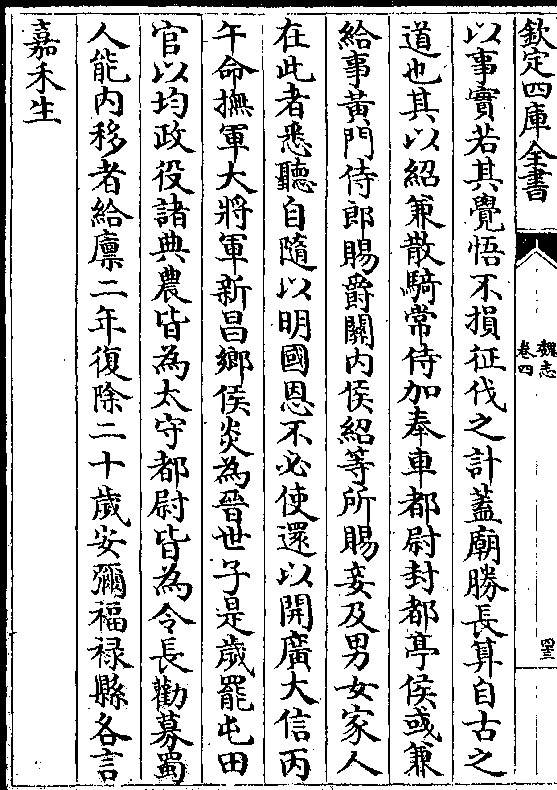 欽定四庫全書
魏志
卷四
以事實若其覺悟不損征伐之計蓋廟勝長算自古之
道也其以紹兼散騎常侍加奉車都尉封都亭侯或兼
給事黃門侍郎賜爵關內侯紹等所賜妾及男女家人
在此者悉聽自隨以明國恩不必使還以開廣大信丙
午命撫軍大將軍新昌鄉侯炎為晉世子是歲罷屯田
官以均政役諸典農皆為太守都尉皆為令長勸募蜀
人能內移者給廩二年復除二十歲安彌福祿縣各言
嘉禾生